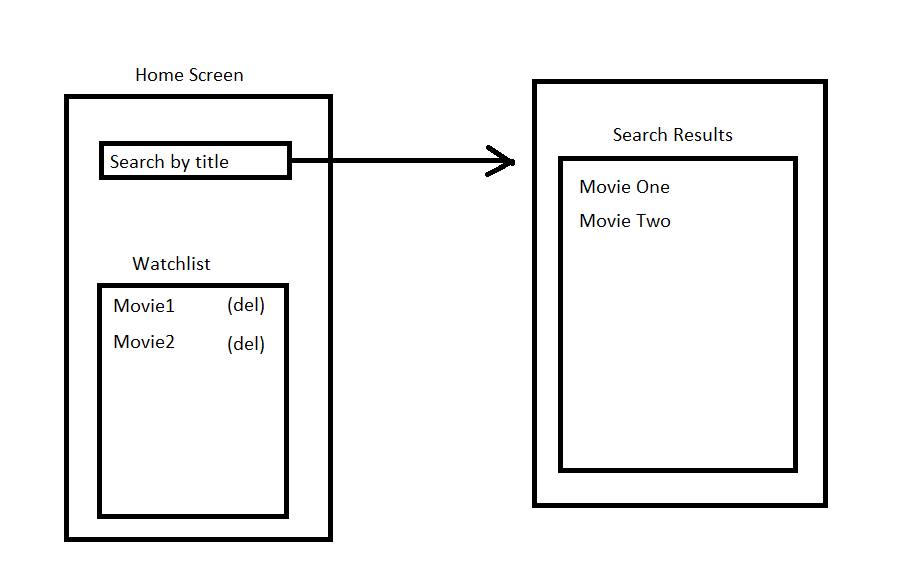 Home Screen
Search by title
Watchlist
Movie1 (del)
Movie2 (del)
Search Results
Movie One
Movie Two